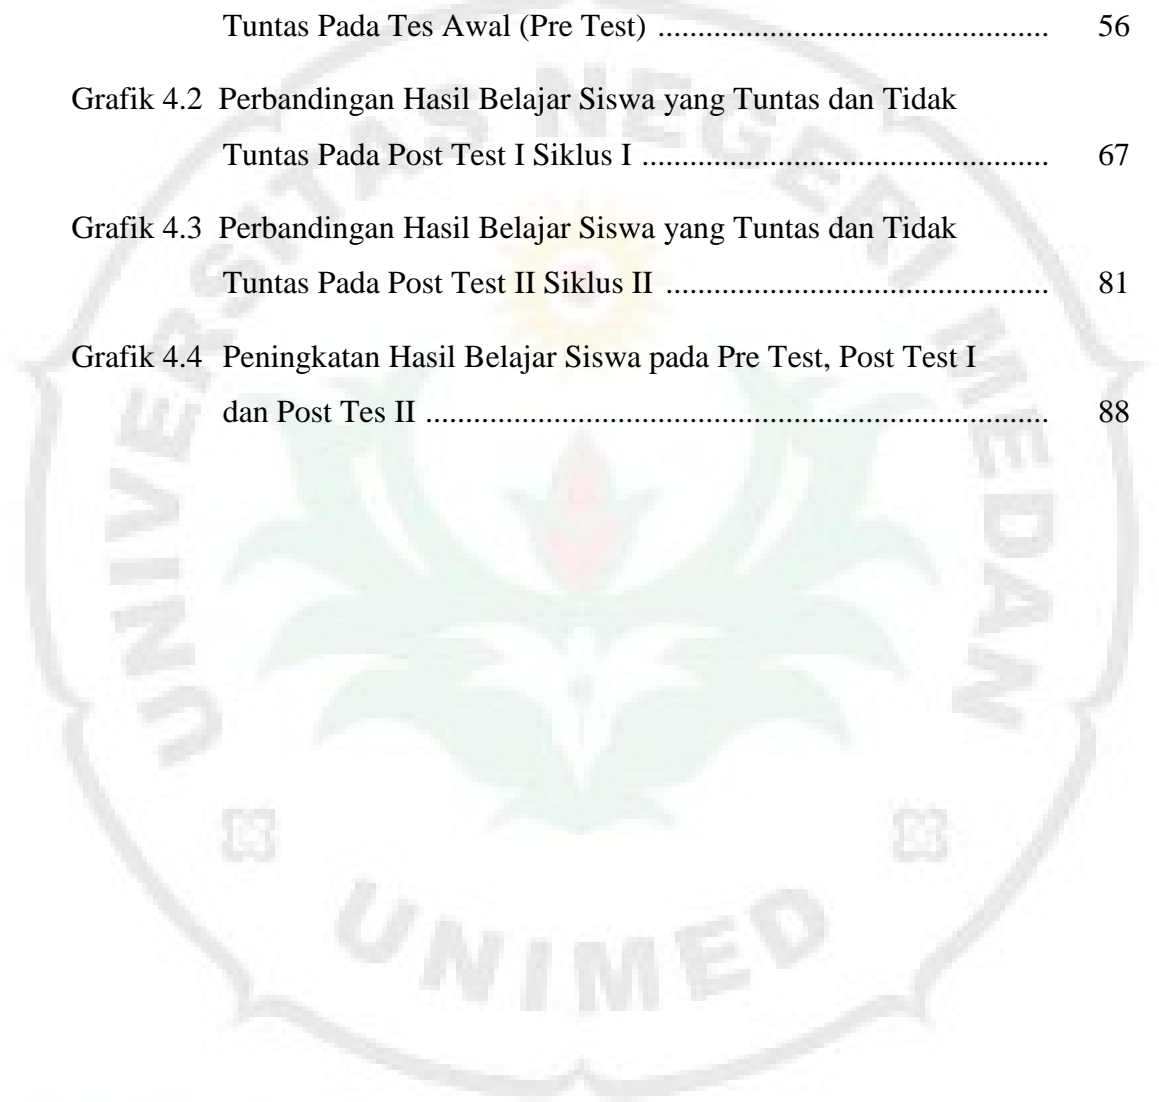 Tuntas Pada Tes Awal (Pre Test) ................................................. 56
Grafik 4.2 Perbandingan Hasil Belajar Siswa yang Tuntas dan Tidak
Tuntas Pada Post Test I Siklus I ................................................... 67
Grafik 4.3 Perbandingan Hasil Belajar Siswa yang Tuntas dan Tidak
Tuntas Pada Post Test II Siklus II ................................................ 81
Grafik 4.4 Peningkatan Hasil Belajar Siswa pada Pre Test, Post Test I
dan Post Tes II .............................................................................. 88
UNIVERSITAS NEGERI MEDAN
UNIMED